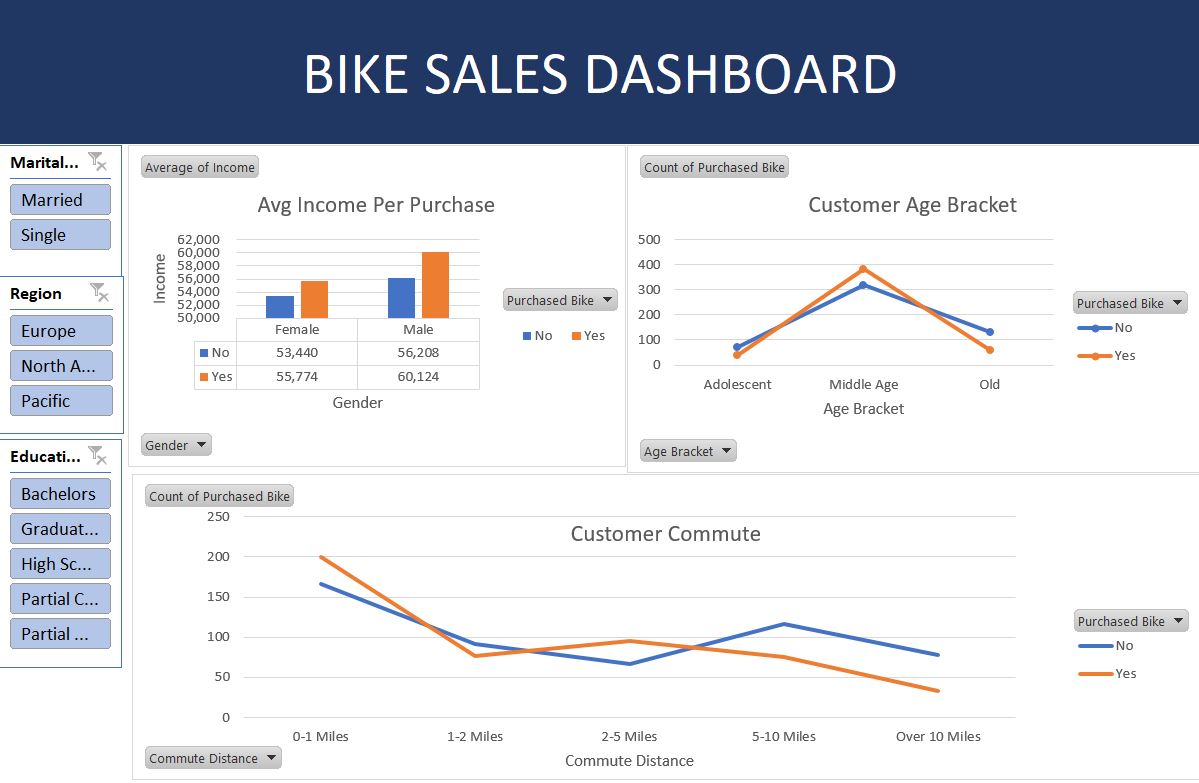 BIKE SALES DASHBOARD
Marital...
Married
Single
Region
Europe
North A...
Pacific
Educati...
Bachelors
Graduat...
High Sc...
Partial C...
Partial ...
Average of Income
Avg Income Per Purchase
62,000
60,000
58,000
56,000
54,000
52,000
50,000
Income
Female Male
No 53,440 56,208
Yes 55,774 60,124
Gender
Purchased Bike
No Yes
Gender
Count of Purchased Bike
Customer Age Bracket
500
400
300
200
100
0
Adolescent Middle Age Old
Age Bracket
Purchased Bike
No
Yes
Age Bracket
Count of Purchased Bike
Customer Commute
250
200
150
100
50
0
0-1 Miles 1-2 Miles 2-5 Miles 5-10 Miles Over 10 Miles
Commute Distance
Purchased Bike
No
Yes
Commute Distance